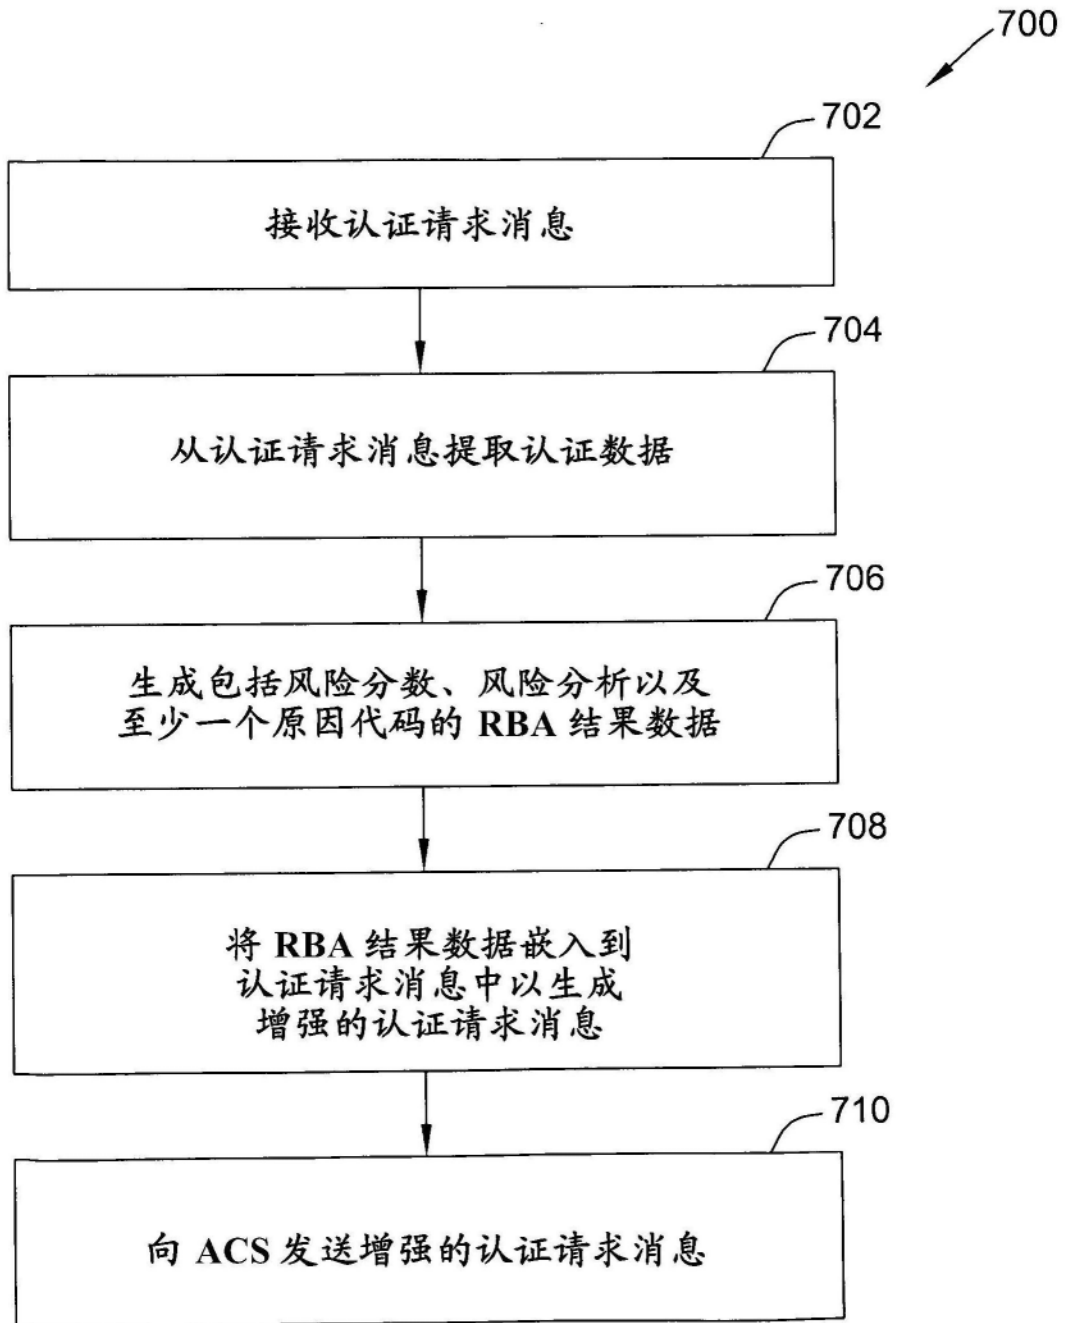 700
702
接收认证请求消息
704
从认证请求消息提取认证数据
706
生成包括风险分数、风险分析以及
至少一个原因代码的 RBA 结果数据
708
将 RBA 结果数据嵌入到
认证请求消息中以生成
增强的认证请求消息
710
向 ACS 发送增强的认证请求消息